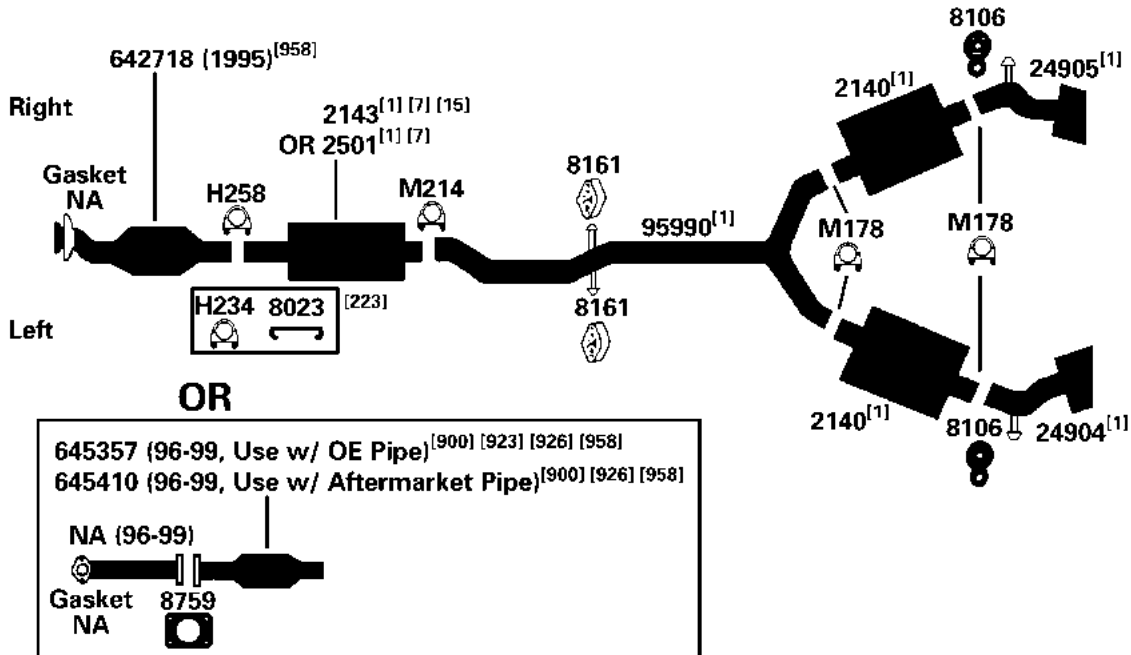 8106
642718 (1995)[958]
24905[1]
2140[1]
Right
2143[1] [7] [15]
OR 2501[1] [7]
8161
Gasket
NA
H258
M214
95990[1]
M178
M178
H234
8023
[223]
8161
Left
OR
2140[1]
8106
24904[1]
645357 (96-99, Use w/ OE Pipe)[900] [923] [926] [958]
645410 (96-99, Use w/ Aftermarket Pipe)[900] [926] [958]
NA (96-99)
Gasket
NA
8759